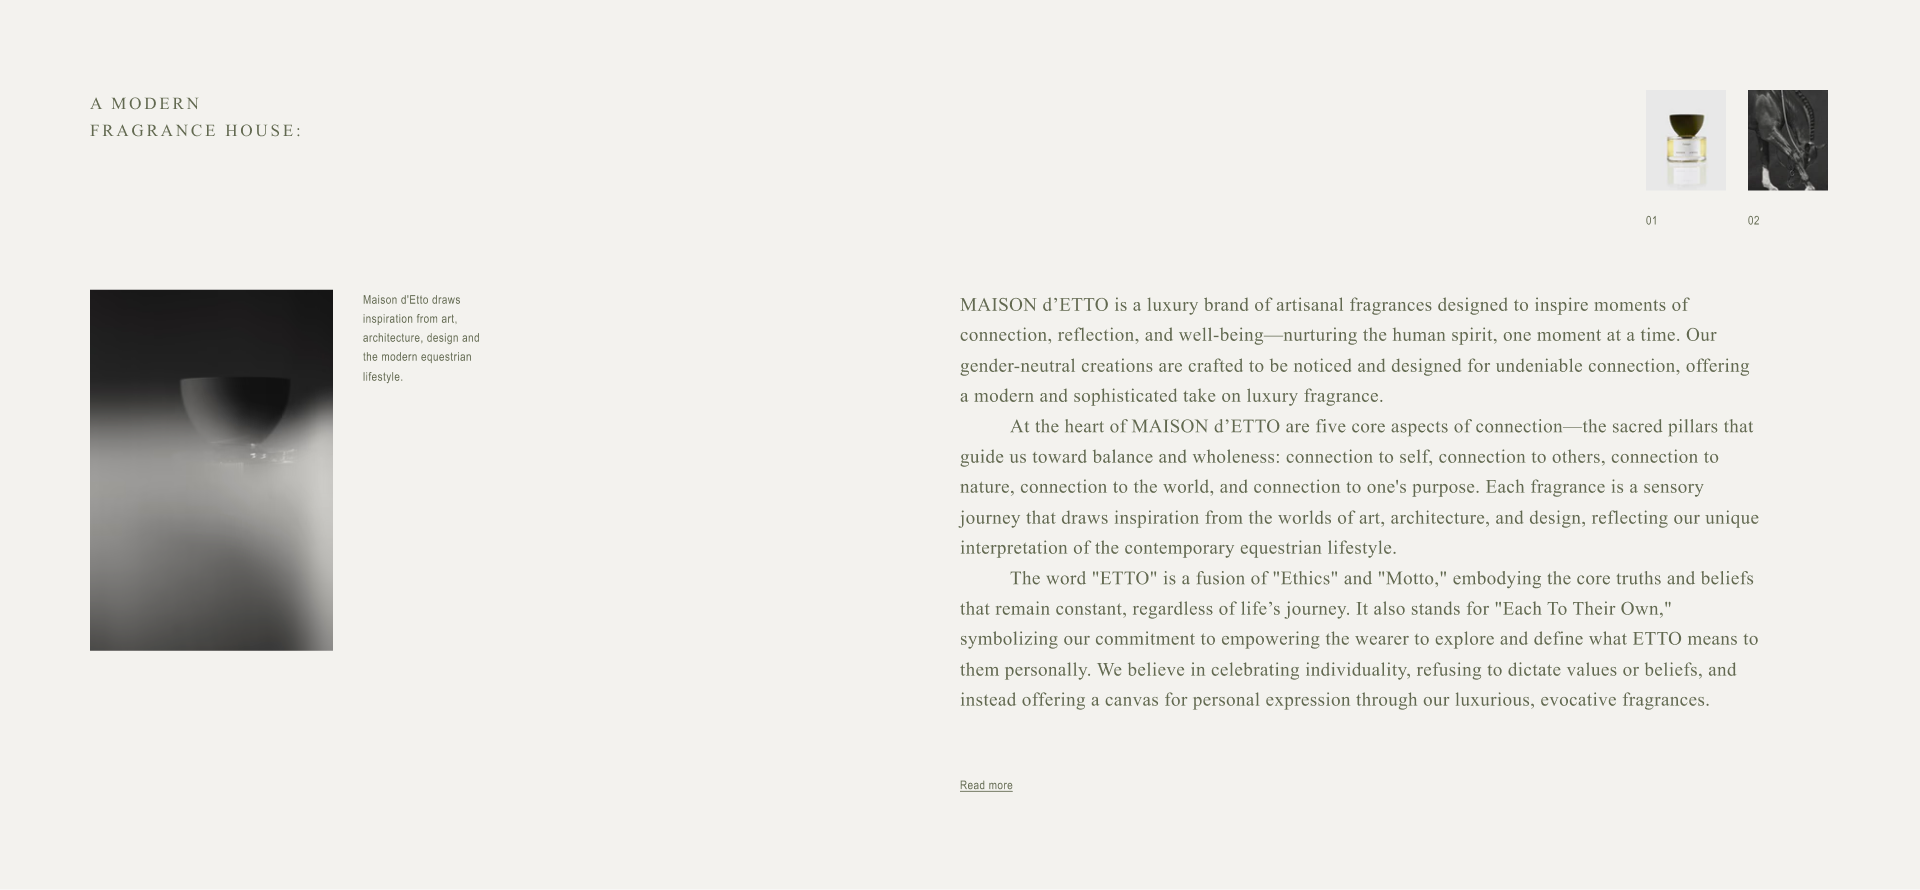 A MODERN
FRAGRANCE HOUSE:
01
02
Maison d'Etto draws
inspiration from art,
architecture, design and
the modern equestrian
lifestyle.
MAISON d’ETTO is a luxury brand of artisanal fragrances designed to inspire moments of
connection, reflection, and well-being—nurturing the human spirit, one moment at a time. Our
gender-neutral creations are crafted to be noticed and designed for undeniable connection, offering
a modern and sophisticated take on luxury fragrance.
At the heart of MAISON d’ETTO are five core aspects of connection—the sacred pillars that
guide us toward balance and wholeness: connection to self, connection to others, connection to
nature, connection to the world, and connection to one's purpose. Each fragrance is a sensory
journey that draws inspiration from the worlds of art, architecture, and design, reflecting our unique
interpretation of the contemporary equestrian lifestyle.
The word "ETTO" is a fusion of "Ethics" and "Motto," embodying the core truths and beliefs
that remain constant, regardless of life’s journey. It also stands for "Each To Their Own,"
symbolizing our commitment to empowering the wearer to explore and define what ETTO means to
them personally. We believe in celebrating individuality, refusing to dictate values or beliefs, and
instead offering a canvas for personal expression through our luxurious, evocative fragrances.
Read more